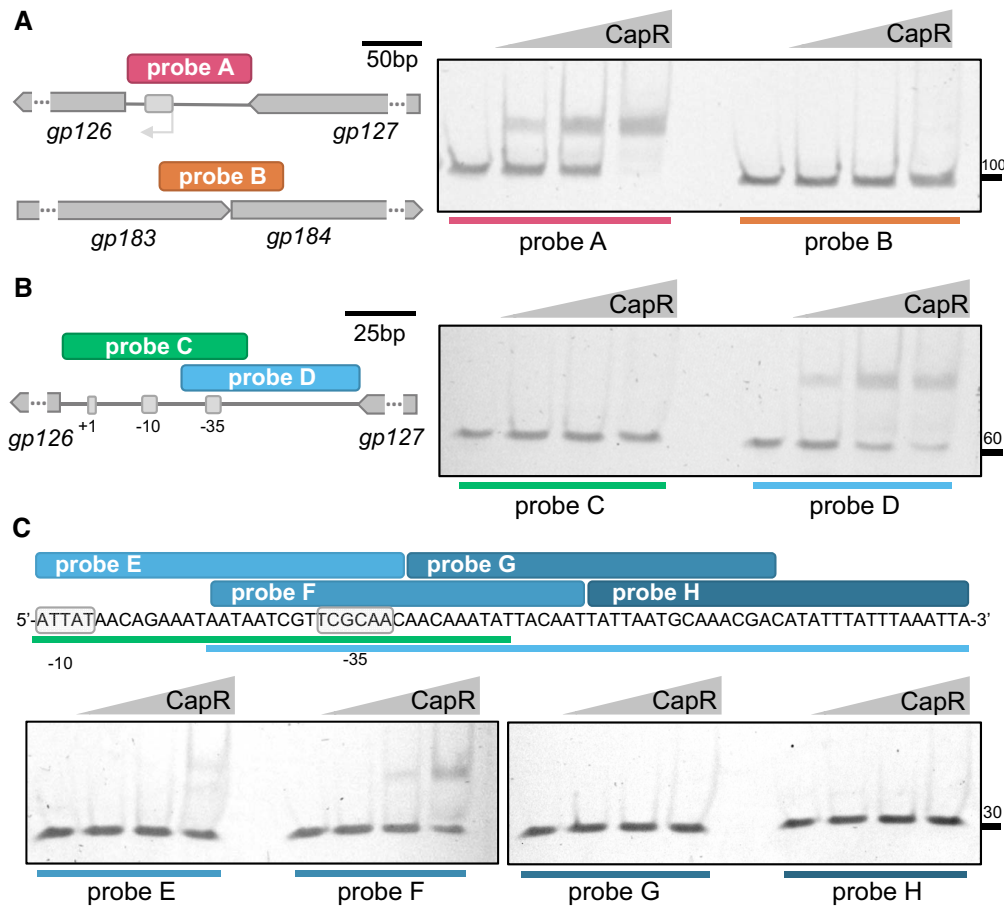 A
probe A
50bp
gp126
gp127
probe B
gp183
gp184
CapR
CapR
100
probe A
probe B
B
probe C
25bp
probe D
gp126
+1
-10
-35
gp127
CapR
CapR
60
probe C
probe D
C
probe E
probe G
probe F
probe H
5'-ATTATAACAGAAATAATAATCGTTCGCAACAACAAATATTACAATTATTAATGCAAACGACATATTTATTTAAATTA-3'
-10
-35
CapR
CapR
CapR
CapR
30
probe E
probe F
probe G
probe H